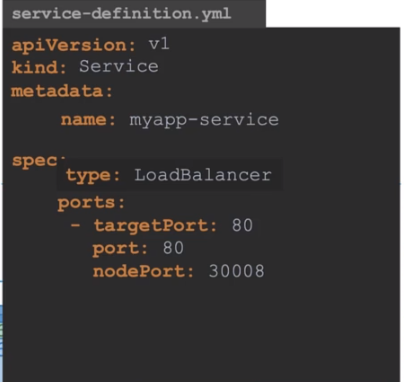 service-definition.yml
apiVersion: v1
kind: Service
metadata:
name: myapp-service
spec:
type: LoadBalancer
ports:
- targetPort: 80
port: 80
nodePort: 30008